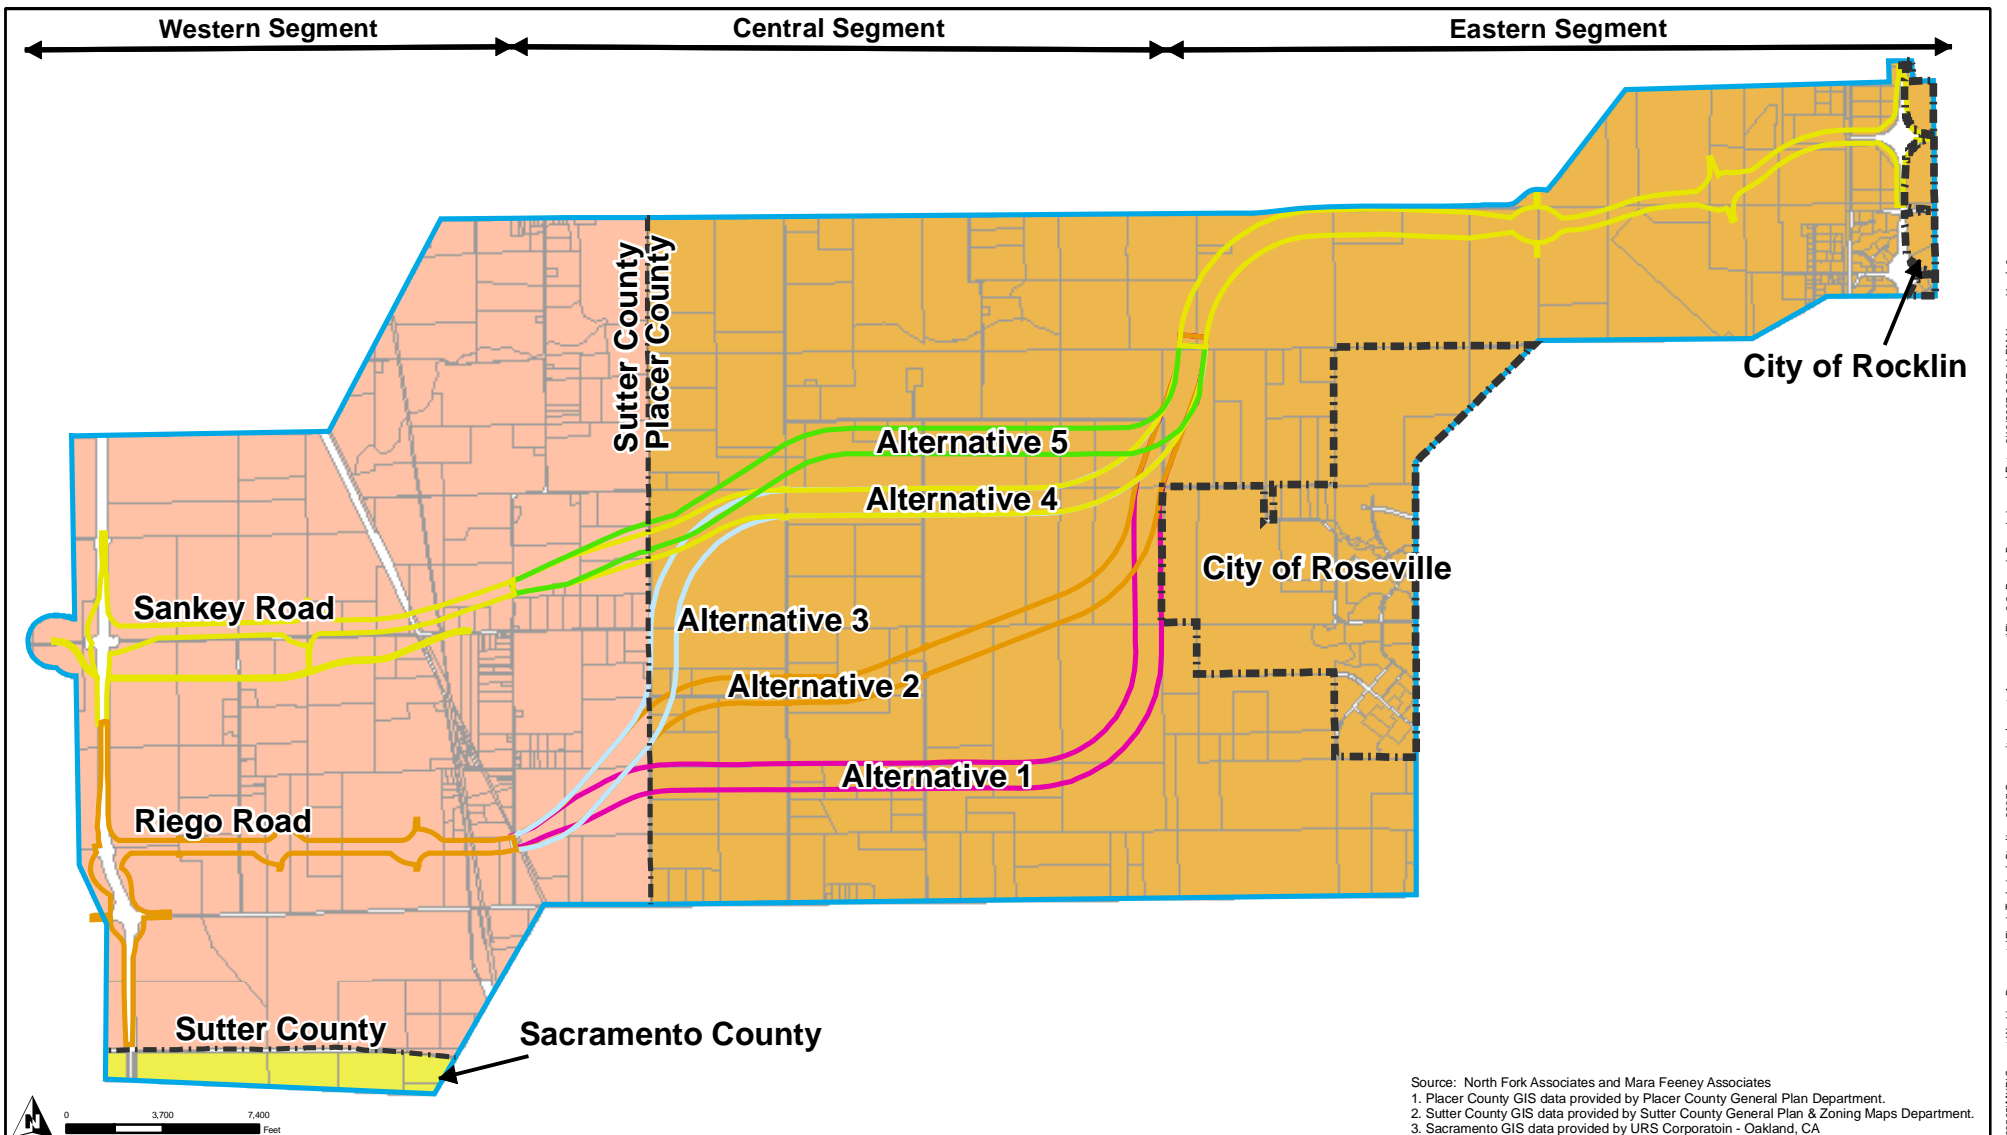 Western Segment
Central Segment
Eastern Segment
Sutter County
Placer County
City of Rocklin
Alternative 5
Alternative 4
City of Roseville
Sankey Road
Alternative 3
Alternative 2
Alternative 1
Riego Road
Sutter County
Sacramento County
N
0 3,700 7,400
Feet
Source: North Fork Associates and Mara Feeney Associates
1. Placer County GIS data provided by Placer County General Plan Department.
2. Sutter County GIS data provided by Sutter County General Plan & Zoning Maps Department.
3. Sacramento GIS data provided by URS Corporatoin - Oakland, CA